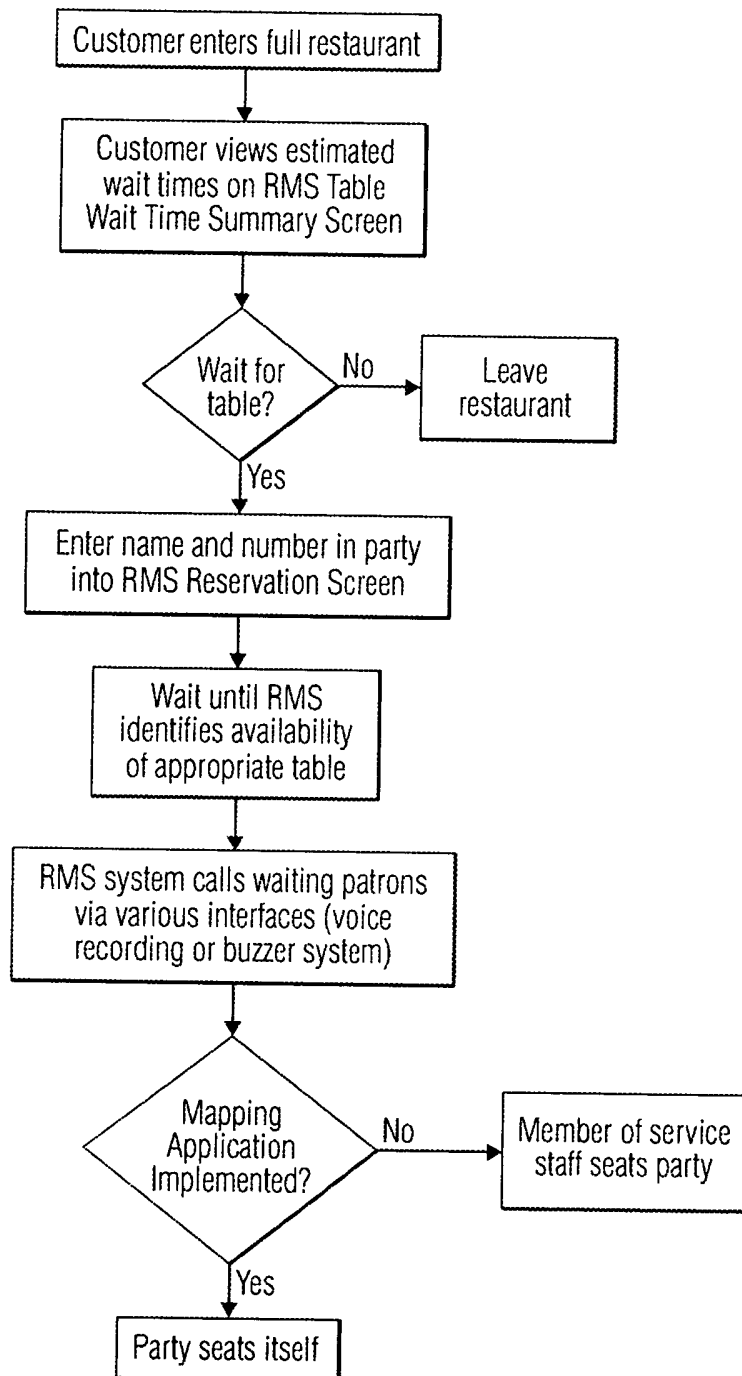 Customer enters full restaurant
Customer views estimated
wait times on RMS Table
Wait Time Summary Screen
Wait for
table?
No
Leave
restaurant
Yes
Enter name and number in party
into RMS Reservation Screen
Wait until RMS
identifies availability
of appropriate table
RMS system calls waiting patrons
via various interfaces (voice
recording or buzzer system)
Mapping
Application
Implemented?
No
Member of service
staff seats party
Yes
Party seats itself